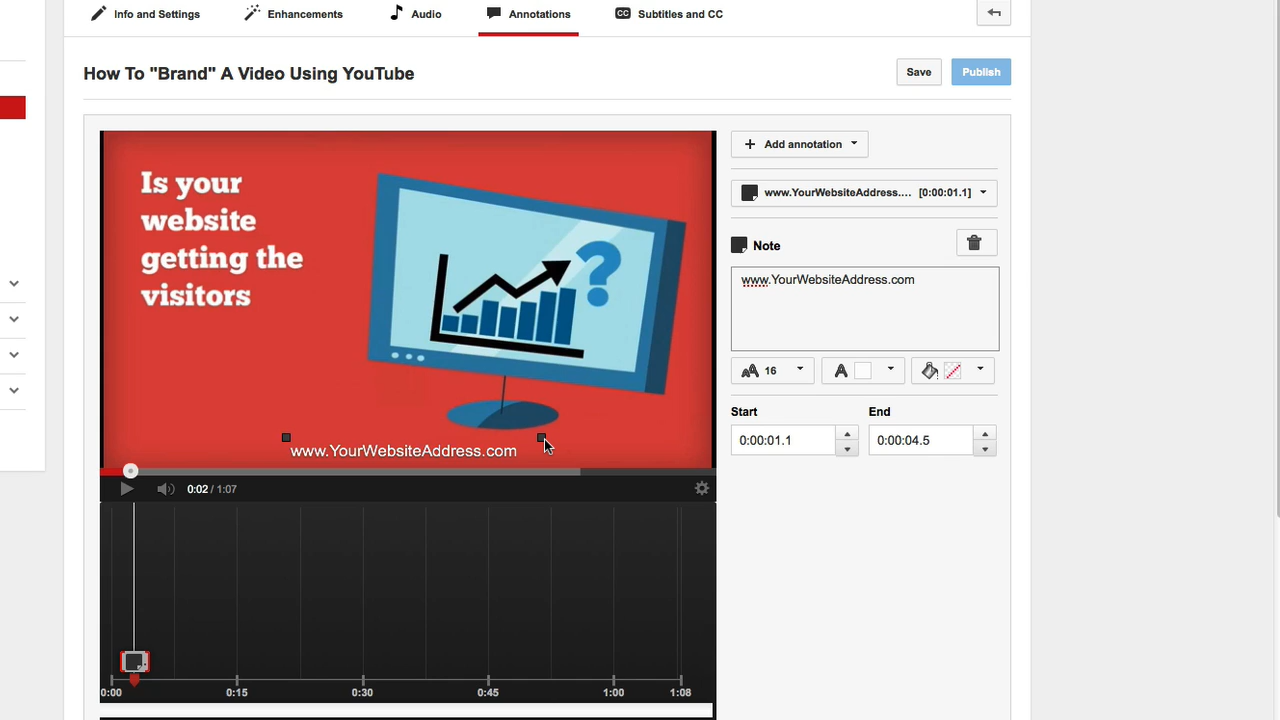 Info and Settings Enhancements Audio Annotations CC Subtitles and CC
How To "Brand" A Video Using YouTube
Save Publish
Is your
website
getting the
visitors
?
www.YourWebsiteAddress.com
0:02 / 1:07
0:00 0:15 0:30 0:45 1:00 1:08
+ Add annotation
www.YourWebsiteAddress.... [0:00:01.1]
Note
www.YourWebsiteAddress.com
AA 16 A
Start End
0:00:01.1 0:00:04.5